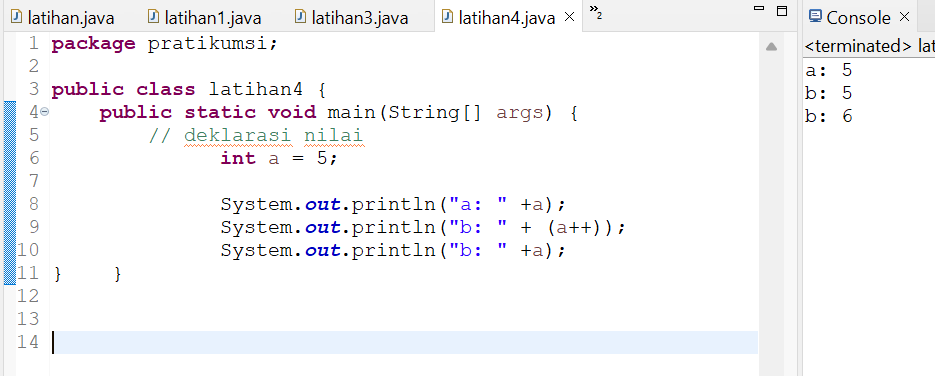 latihan.java latihan1.java latihan3.java latihan4.java »2
1 package pratikumsi;
2
3 public class latihan4 {
4 public static void main(String[] args) {
5 // deklarasi nilai
6 int a = 5;
7
8 System.out.println("a: " +a);
9 System.out.println("b: " + (a++));
10 System.out.println("b: " +a);
11 } }
12
13
14
Console
<terminated> lat
a: 5
b: 5
b: 6